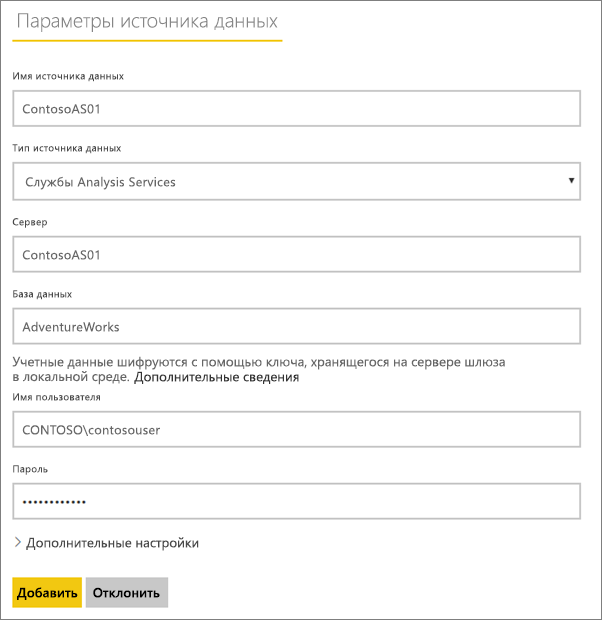 Параметры источника данных
Имя источника данных
ContosoAS01
Тип источника данных
Службы Analysis Services
Сервер
ContosoAS01
База данных
AdventureWorks
Учетные данные шифруются с помощью ключа, хранящегося на сервере шлюза
в локальной среде. Дополнительные сведения
Имя пользователя
CONTOSO\contosouser
Пароль
••••••••••••
Дополнительные настройки
Добавить Отклонить